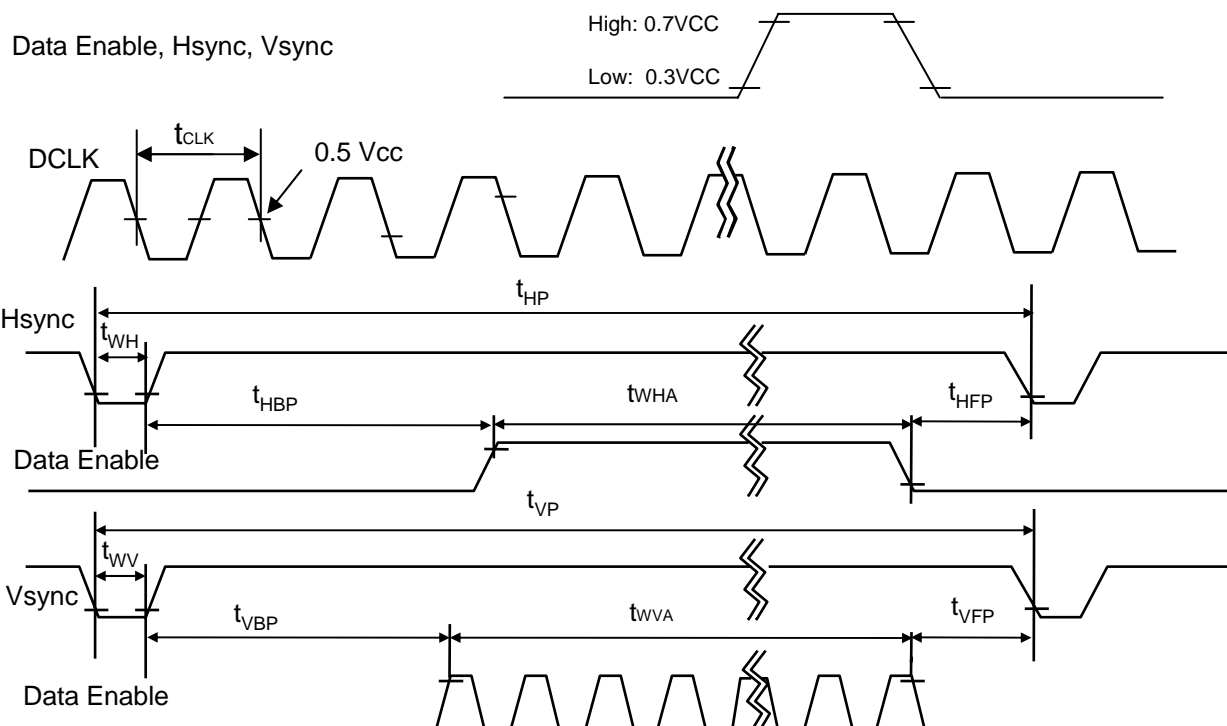 High: 0.7VCC
Data Enable, Hsync, Vsync
Low: 0.3VCC
tCLK
DCLK
0.5 Vcc
tHP
Hsync
tWH
tHBP
tWHA
tHFP
Data Enable
tVP
tWV
Vsync
tVBP
tWVA
tVFP
Data Enable